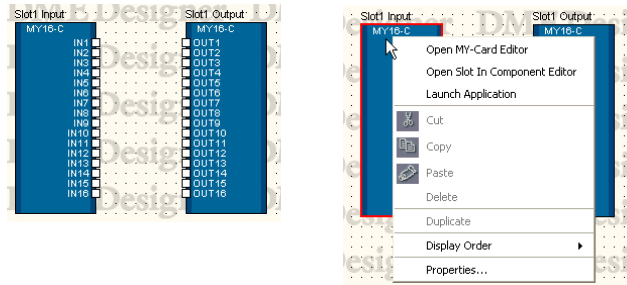 Slot1 Input
MY16-C
IN1
IN2
IN3
IN4
IN5
IN6
IN7
IN8
IN9
IN10
IN11
IN12
IN13
IN14
IN15
IN16
Slot1 Output
MY16-C
OUT1
OUT2
OUT3
OUT4
OUT5
OUT6
OUT7
OUT8
OUT9
OUT10
OUT11
OUT12
OUT13
OUT14
OUT15
OUT16
Slot1 Input
MY16-C
Slot1 Output
MY16-C
Open MY-Card Editor
Open Slot In Component Editor
Launch Application
Cut
Copy
Paste
Delete
Duplicate
Display Order
Properties...